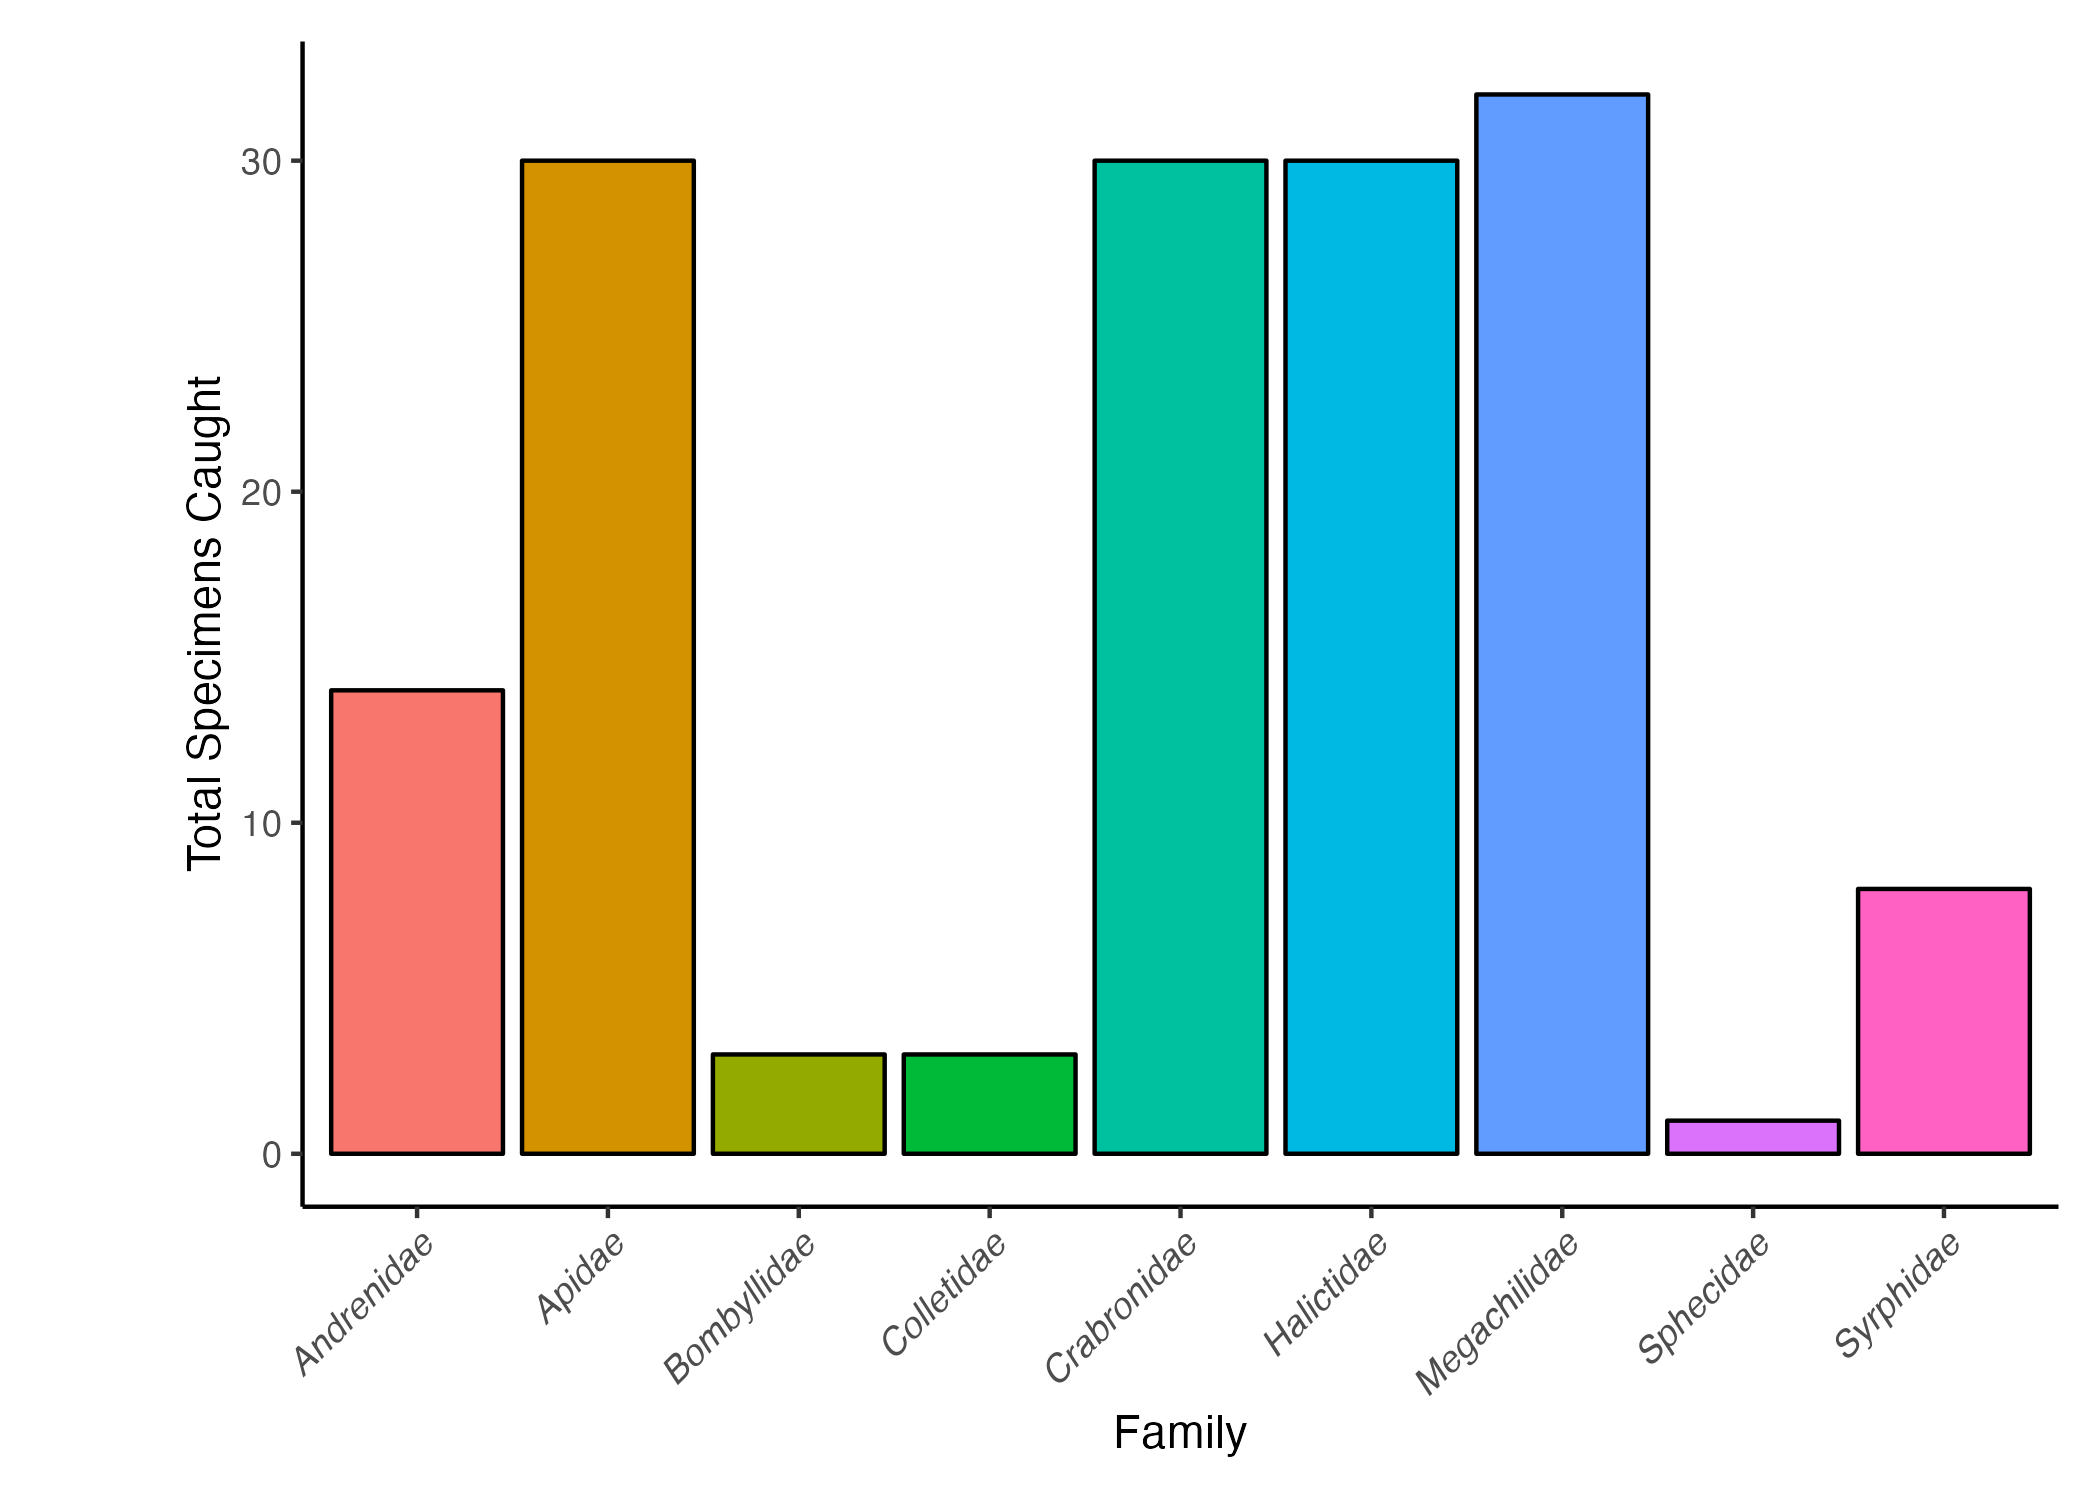 Total Specimens Caught
30
20
10
0
Andrenidae
Apidae
Bombyllidae
Colletidae
Crabronidae
Halictidae
Megachilidae
Sphecidae
Syrphidae
Family